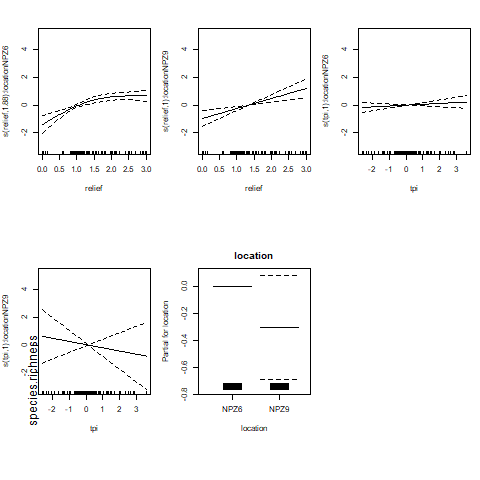 s(relief,1.88):locationNPZ6
4
2
0
-2
0.0 0.5 1.0 1.5 2.0 2.5 3.0
relief
s(relief,1):locationNPZ9
4
2
0
-2
0.0 0.5 1.0 1.5 2.0 2.5 3.0
relief
s(tpi,1):locationNPZ6
4
2
0
-2
-2 -1 0 1 2 3
tpi
s(tpi,1):locationNPZ9
4
2
0
-2
-2 -1 0 1 2 3
tpi
species.richness
location
Partial for location
0.0
-0.2
-0.4
-0.6
-0.8
NPZ6 NPZ9
location